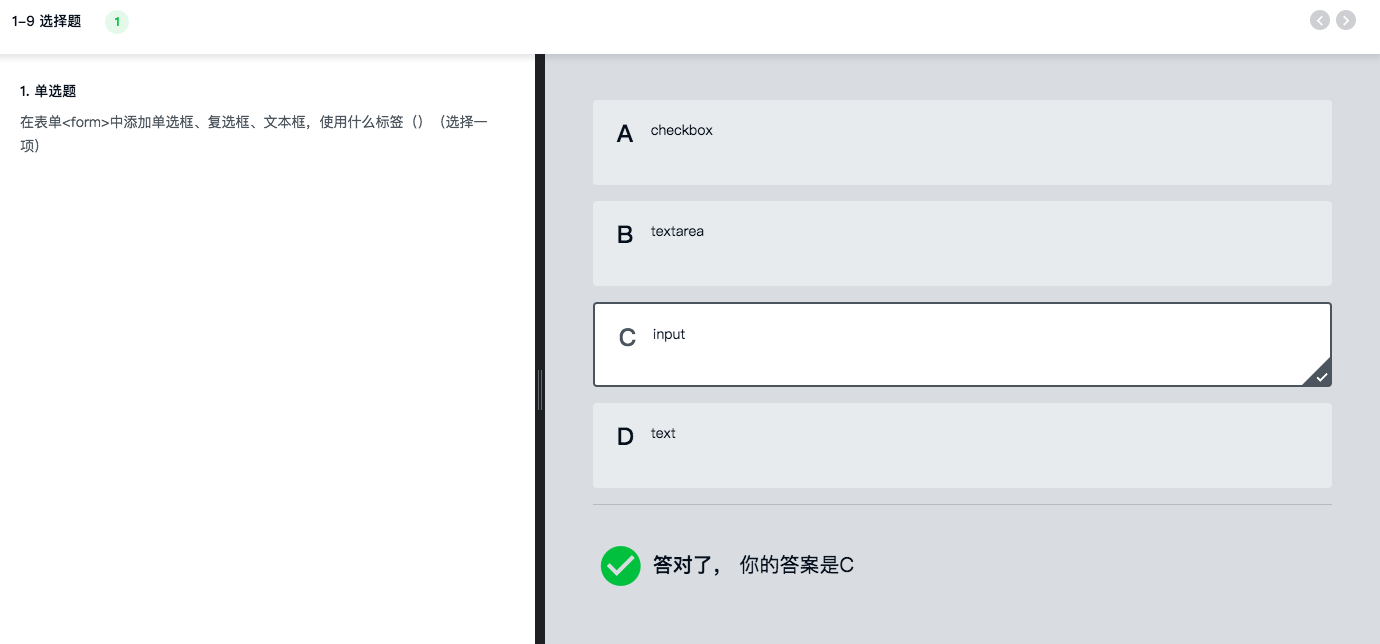 1-9 选择题 1
1. 单选题
在表单<form>中添加单选框、复选框、文本框，使用什么标签（）（选择一
项）
A checkbox
B textarea
C input
D text
答对了， 你的答案是C